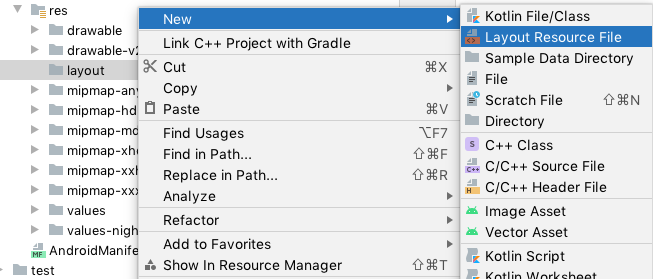 res
drawable
drawable-v2
layout
mipmap-any
mipmap-hd
mipmap-md
mipmap-xhd
mipmap-xxh
mipmap-xxx
values
values-nigh
AndroidManife
test
New
Link C++ Project with Gradle
Cut ⌘X
Copy
Paste ⌘V
Find Usages ⌥F7
Find in Path... ⇧⌘F
Replace in Path... ⇧⌘R
Analyze
Refactor
Add to Favorites
Show In Resource Manager ⇧⌘T
Kotlin File/Class
Layout Resource File
Sample Data Directory
File
Scratch File ⇧⌘N
Directory
C++ Class
C/C++ Source File
C/C++ Header File
Image Asset
Vector Asset
Kotlin Script
Kotlin Worksheet